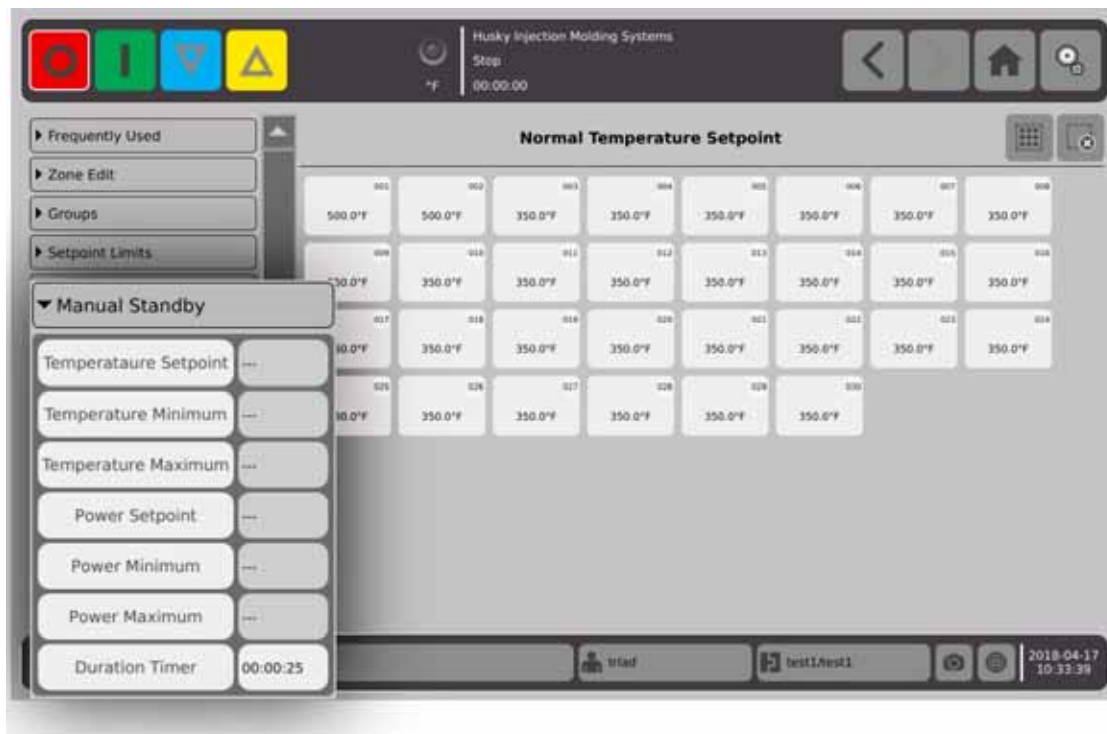 Husky Injection Molding Systems
Stop
°F 00:00:00
Frequently Used
Normal Temperature Setpoint
Zone Edit
Groups
Setpoint Limits
001 002 003 004 005 006 007 008
500.0°F 500.0°F 350.0°F 350.0°F 350.0°F 350.0°F 350.0°F 350.0°F
009 010 011 012 013 014 015 016
350.0°F 350.0°F 350.0°F 350.0°F 350.0°F 350.0°F 350.0°F
017 018 019 020 021 022 023 024
350.0°F 350.0°F 350.0°F 350.0°F 350.0°F 350.0°F 350.0°F
025 026 027 028 029 030
350.0°F 350.0°F 350.0°F 350.0°F 350.0°F
Manual Standby
Temperataure Setpoint ---
Temperature Minimum ---
Temperature Maximum ---
Power Setpoint ---
Power Minimum ---
Power Maximum ---
Duration Timer 00:00:25
triad
test1/test1
2018-04-17
10:33:39